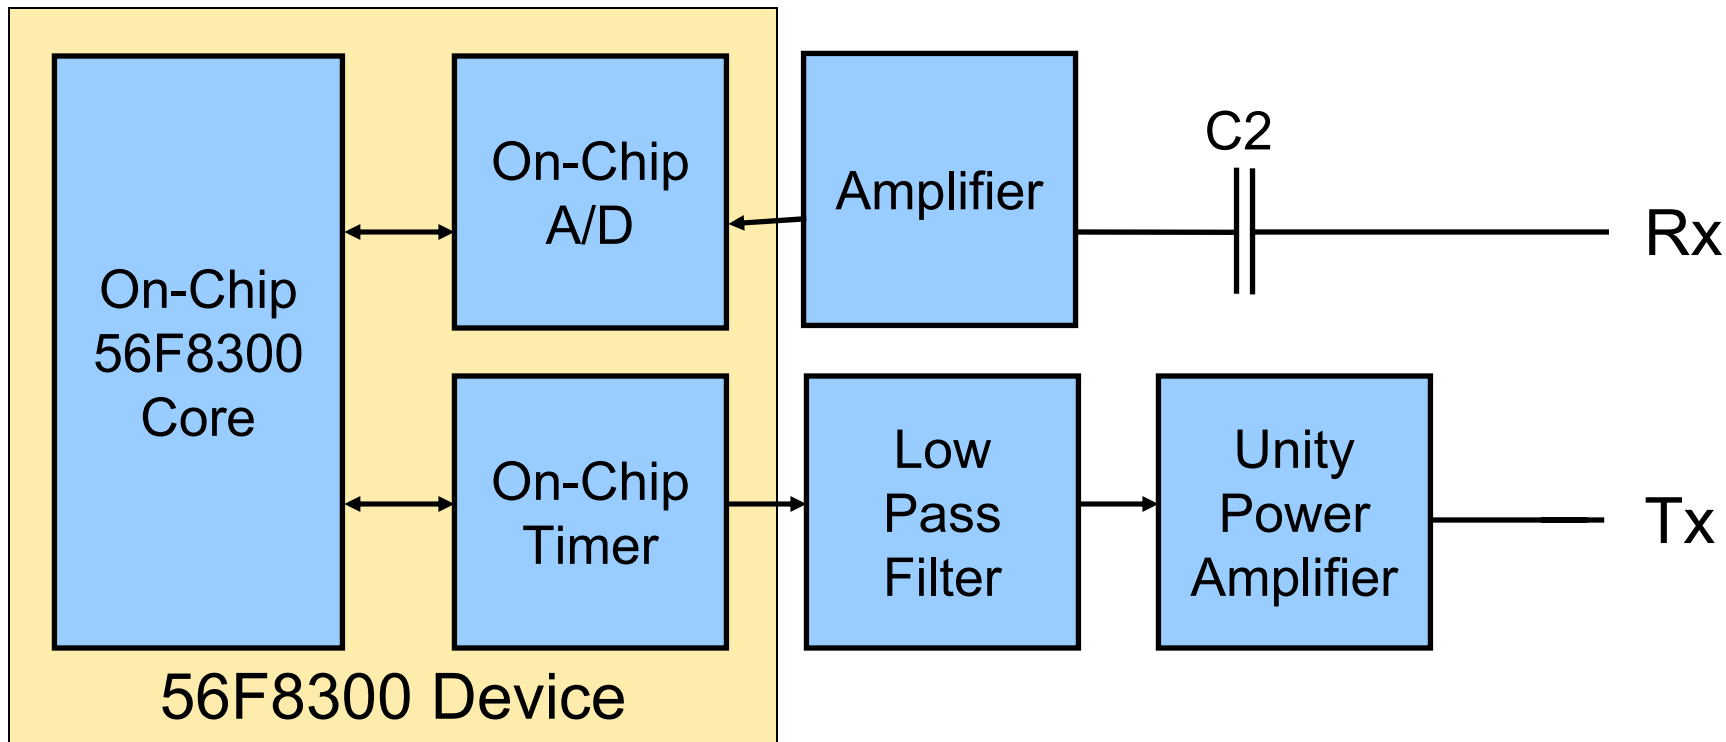 On-Chip
56F8300
Core
On-Chip
A/D
Amplifier
C2
Rx
On-Chip
Timer
Low
Pass
Filter
Unity
Power
Amplifier
Tx
56F8300 Device